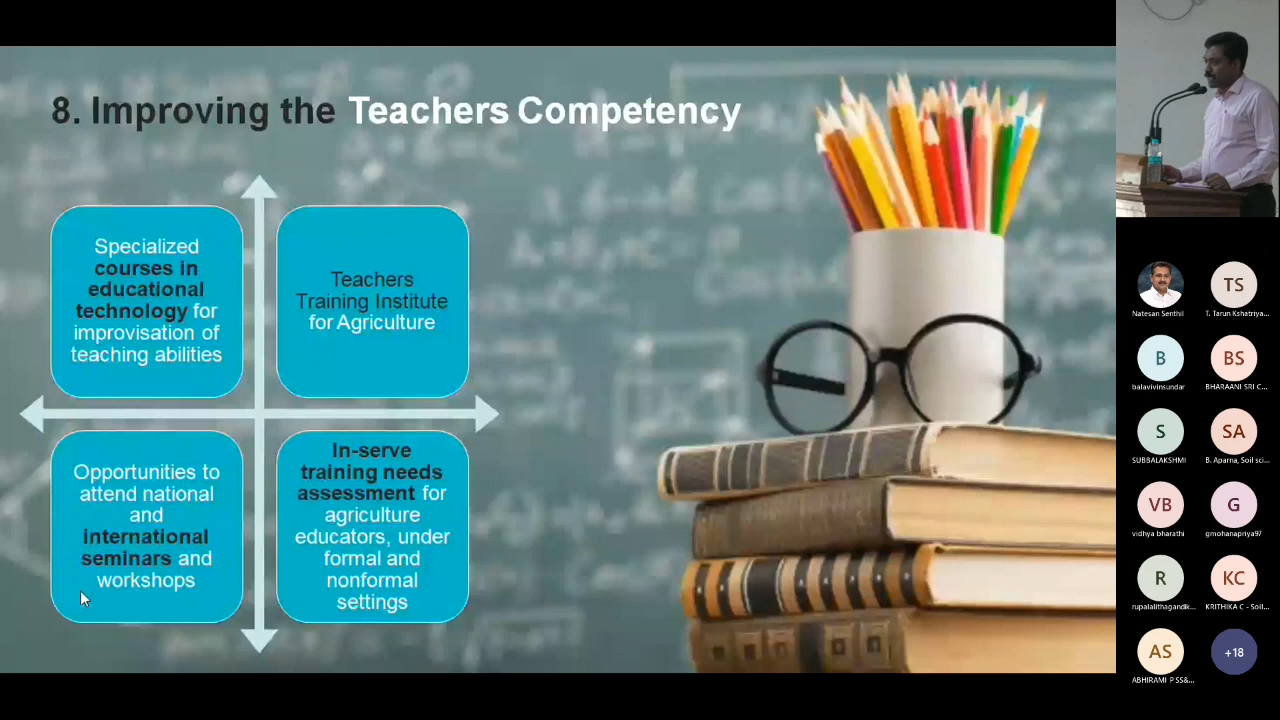 8. Improving the Teachers Competency
Specialized
courses in
educational
technology for
improvisation of
teaching abilities
Teachers
Training Institute
for Agriculture
Opportunities to
attend national
and
international
seminars and
workshops
In-serve
training needs
assessment for
agriculture
educators, under
formal and
nonformal
settings
Natesan Senthil
TS
T. Tarun Kshatriya...
B
balavivinsundar
BS
BHARAANI SRI C...
S
SUBBALAKSHMI
SA
B. Aparna, Soil sci...
VB
vidhya bharathi
G
gmohanapriya97
R
rupalalithagandik...
KC
KRITHIKA C - Soil...
AS
ABHIRAMI P SS&...
+18